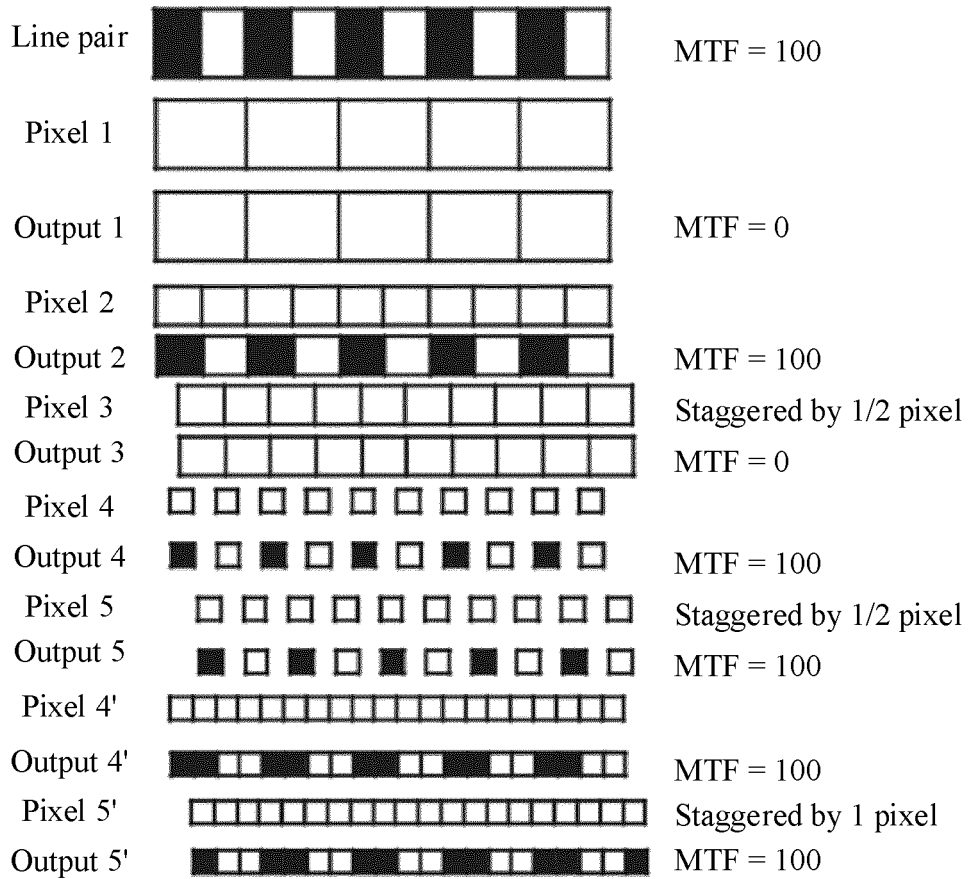 Line pair
MTF = 100
Pixel 1
Output 1
MTF = 0
Pixel 2
Output 2
MTF = 100
Pixel 3
Staggered by 1/2 pixel
Output 3
MTF = 0
Pixel 4
Output 4
MTF = 100
Pixel 5
Staggered by 1/2 pixel
Output 5
MTF = 100
Pixel 4'
Output 4'
MTF = 100
Pixel 5'
Staggered by 1 pixel
Output 5'
MTF = 100